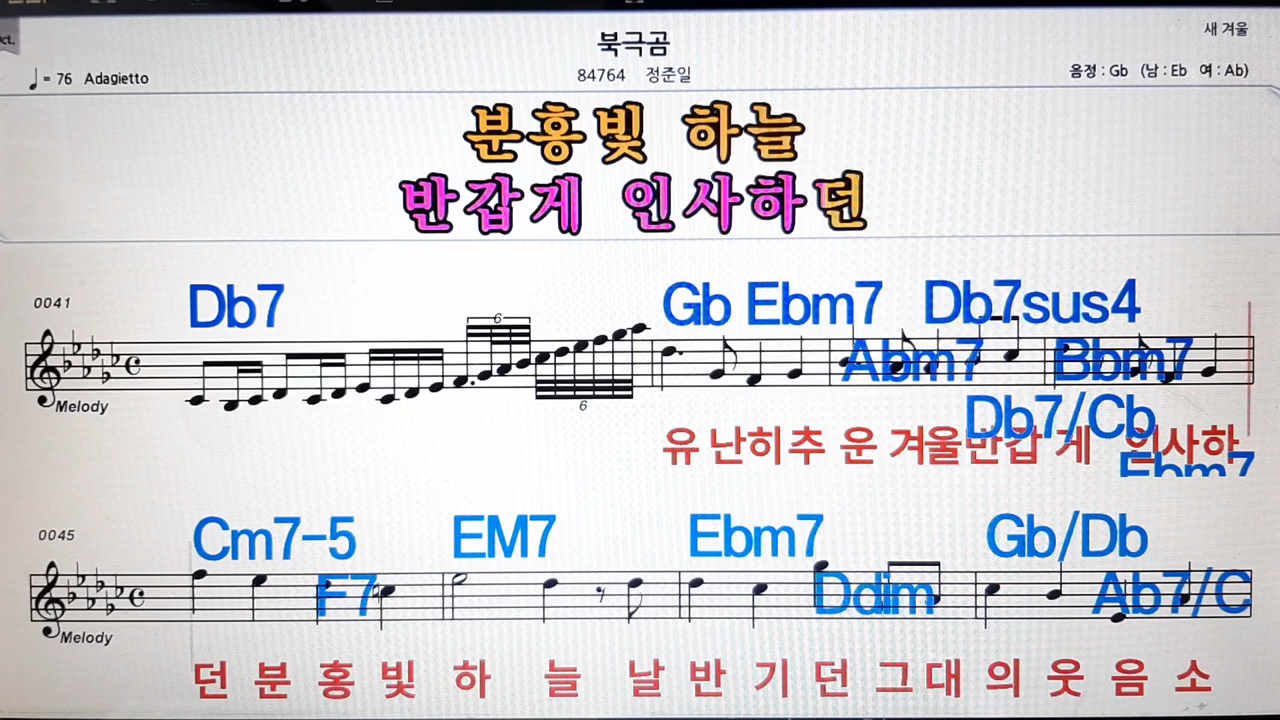 새 겨울
북극곰
♩ = 76 Adagietto
84764 정준일
음정 : Gb (남 : Eb 여 : Ab)
분홍빛 하늘
반갑게 인사하던
0041
Db7 Gb Ebm7 Db7sus4
Abm7 Bbm7
6
6
Melody
Db7/Cb
유 난히 추 운 겨울반갑 게 인사하
Ebm7
0045
Cm7-5 EM7 Ebm7 Gb/Db
F7 Ddim Ab7/C
Melody
던 분 홍 빛 하 늘 날 반 기 던 그 대 의 웃 음 소